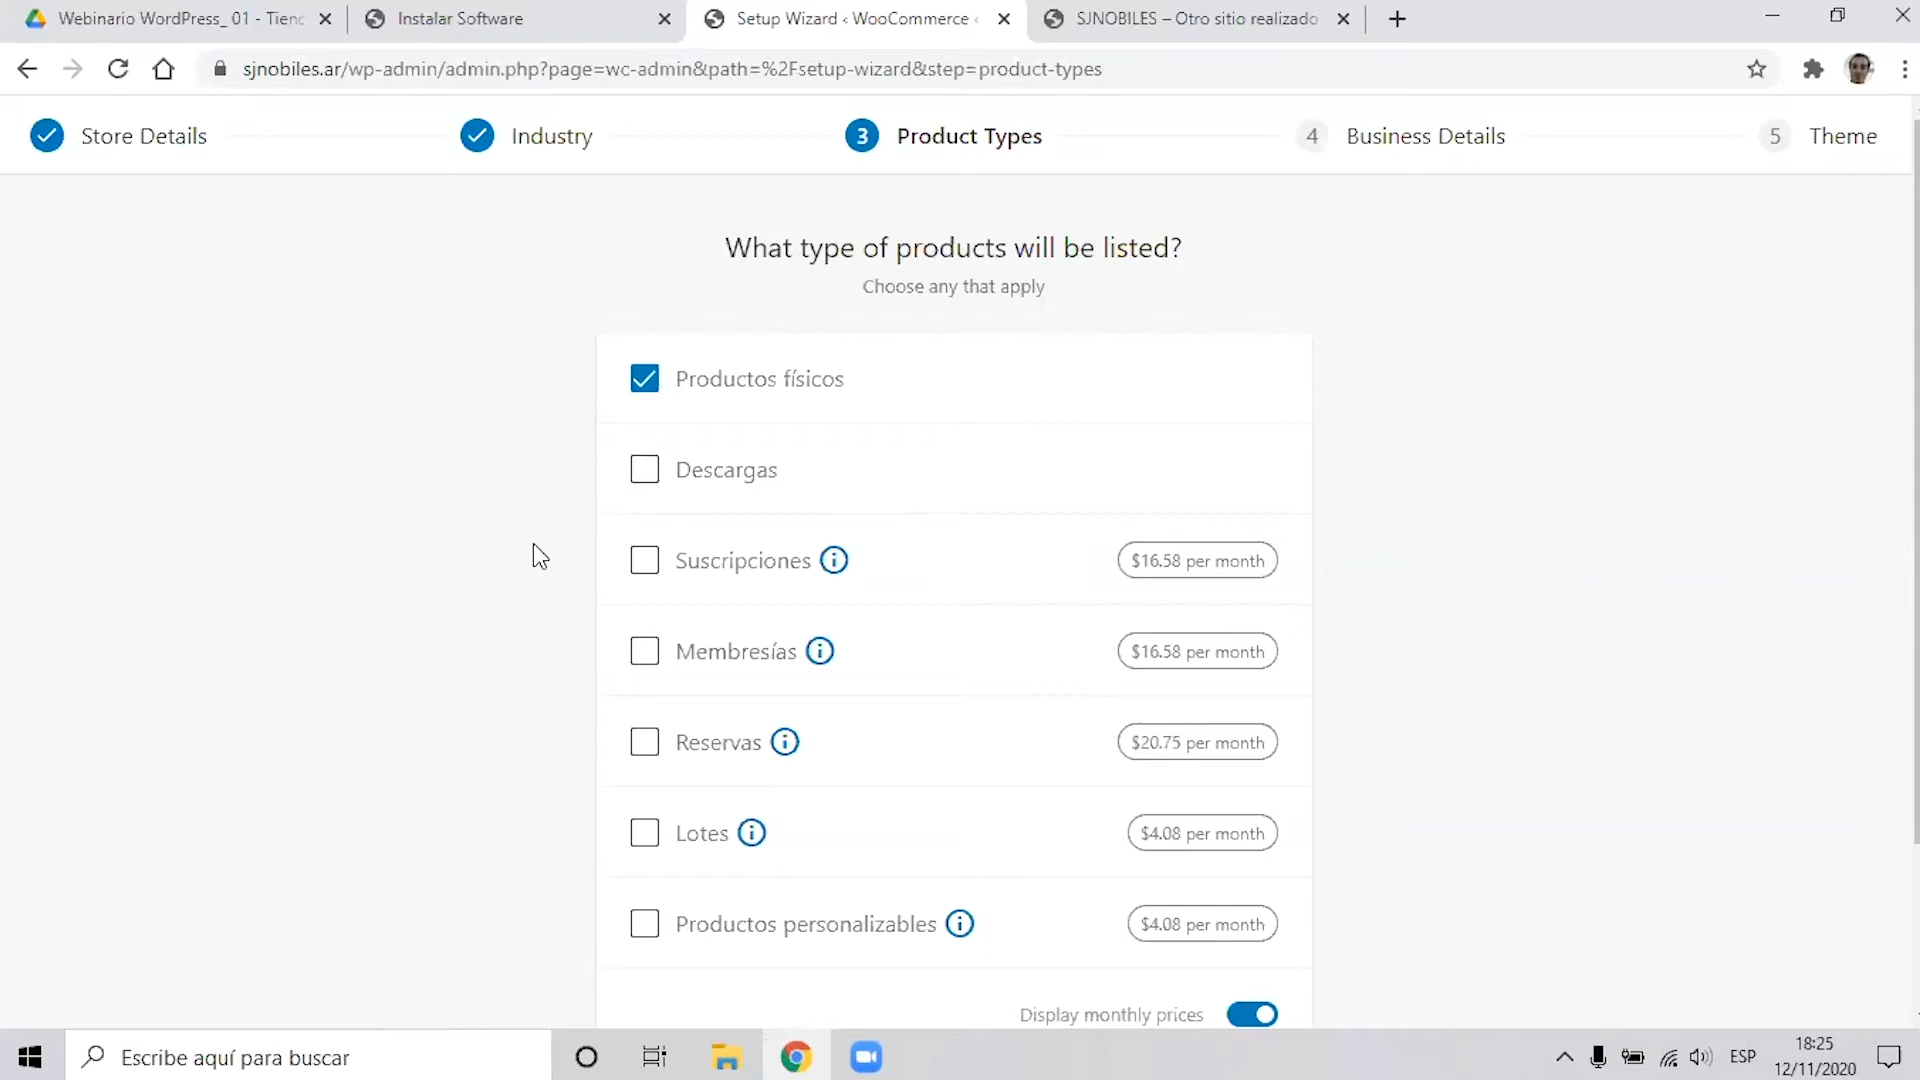 Webinario WordPress_ 01 - Tienc
Instalar Software
Setup Wizard ‹ WooCommerce ‹
SJNOBILES – Otro sitio realizado
sjnobiles.ar/wp-admin/admin.php?page=wc-admin&path=%2Fsetup-wizard&step=product-types
Store Details
Industry
3 Product Types
4 Business Details
5 Theme
What type of products will be listed?
Choose any that apply
Productos físicos
Descargas
Suscripciones $16.58 per month
Membresías $16.58 per month
Reservas $20.75 per month
Lotes $4.08 per month
Productos personalizables $4.08 per month
Display monthly prices
Escribe aquí para buscar
ESP
18:25
12/11/2020